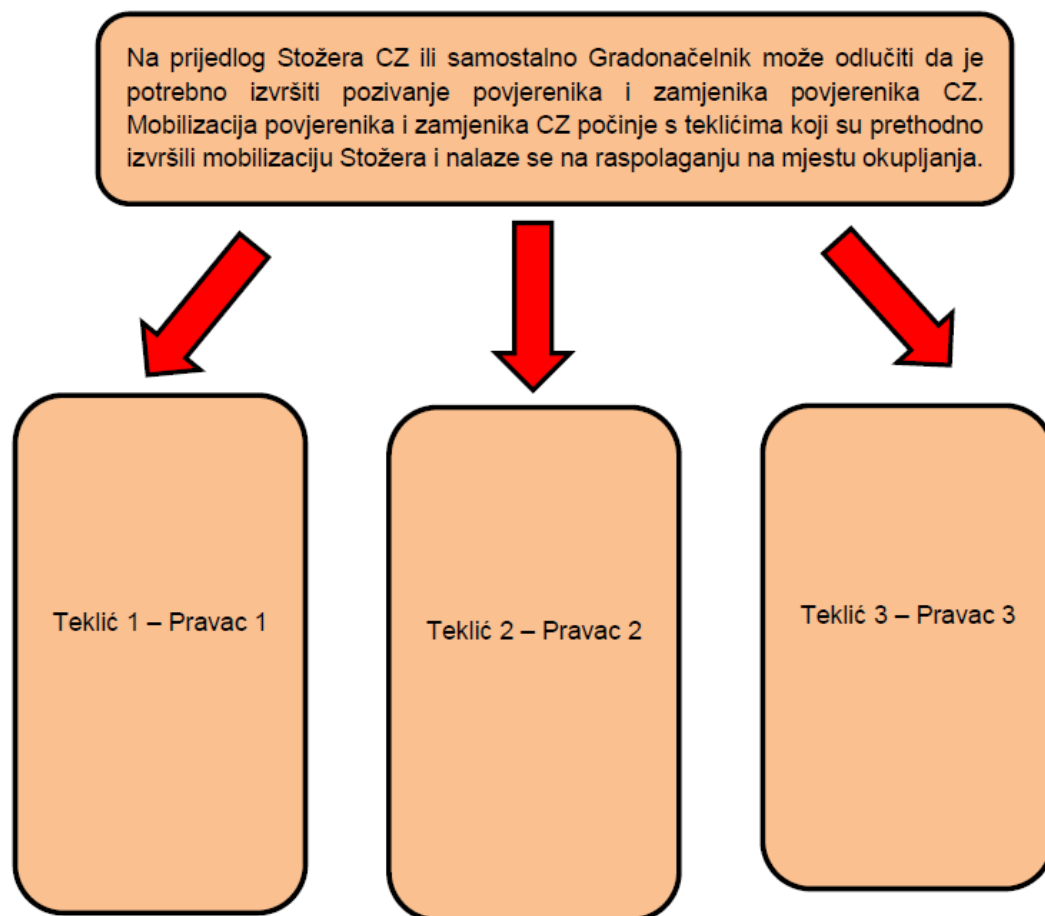 Na prijedlog Stožera CZ ili samostalno Gradonačelnik može odlučiti da je
potrebno izvršiti pozivanje povjerenika i zamjenika povjerenika CZ.
Mobilizacija povjerenika i zamjenika CZ počinje s teklićima koji su prethodno
izvršili mobilizaciju Stožera i nalaze se na raspolaganju na mjestu okupljanja.
Teklić 1 – Pravac 1
Teklić 2 – Pravac 2
Teklić 3 – Pravac 3